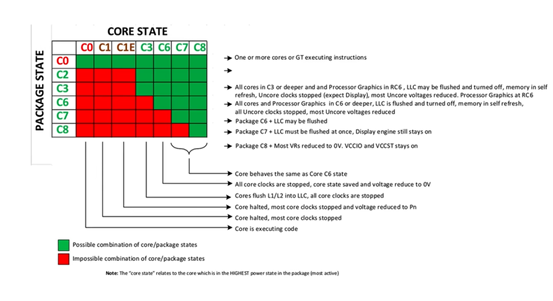 CORE STATE
C0 C1 C1E C3 C6 C7 C8
PACKAGE STATE
C0
C2
C3
C6
C7
C8
One or more cores or GT executing instructions
All cores in C3 or deeper and and Processor Graphics in RC6 , LLC may be flushed and turned off, memory in self
refresh, Uncore clocks stopped (expect Display), most Uncore voltages reduced. Processor Graphics at RC6
All cores and Processor Graphics in C6 or deeper, LLC is flushed and turned off, memory in self refresh,
all Uncore clocks stopped, most Uncore voltages reduced
Package C6 + LLC may be flushed
Package C7 + LLC must be flushed at once, Display engine still stays on
Package C8 + Most VRs reduced to 0V. VCCIO and VCCST stays on
Core behaves the same as Core C6 state
All core clocks are stopped, core state saved and voltage reduce to 0V
Cores flush L1/L2 into LLC, all core clocks are stopped
Core halted, most core clocks stopped and voltage reduced to Pn
Core halted, most core clocks stopped
Core is executing code
Possible combination of core/package states
Impossible combination of core/package states
Note: The "core state" relates to the core which is in the HIGHEST power state in the package (most active)